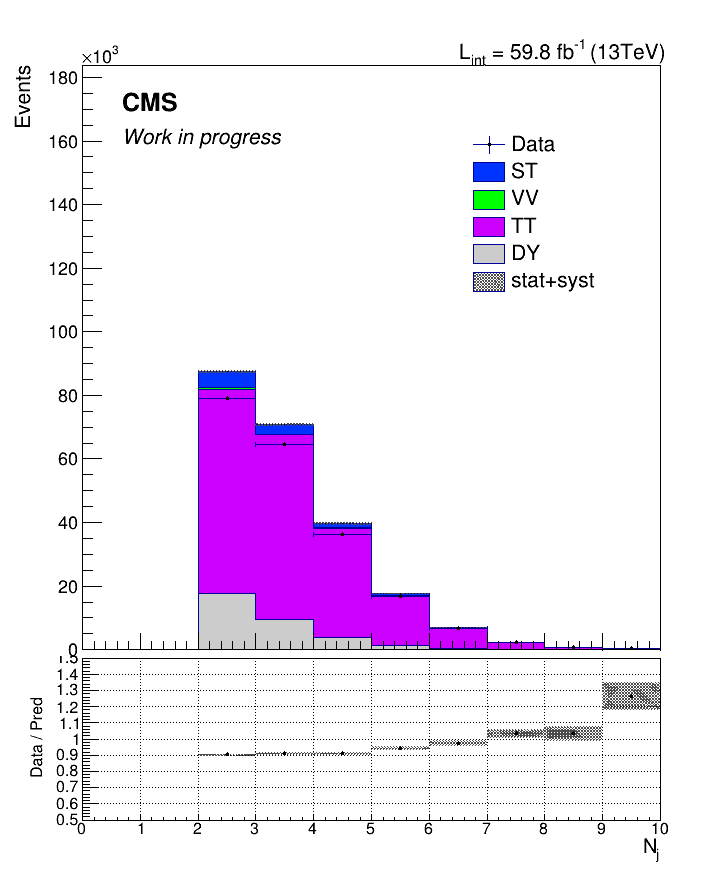 ×10³
L_int = 59.8 fb⁻¹ (13TeV)
Events
180
160
140
120
100
80
60
40
20
0
CMS
Work in progress
Data
ST
VV
TT
DY
stat+syst
Data / Pred
1.5
1.4
1.3
1.2
1.1
1
0.9
0.8
0.7
0.6
0.5
0 1 2 3 4 5 6 7 8 9 10
N_j